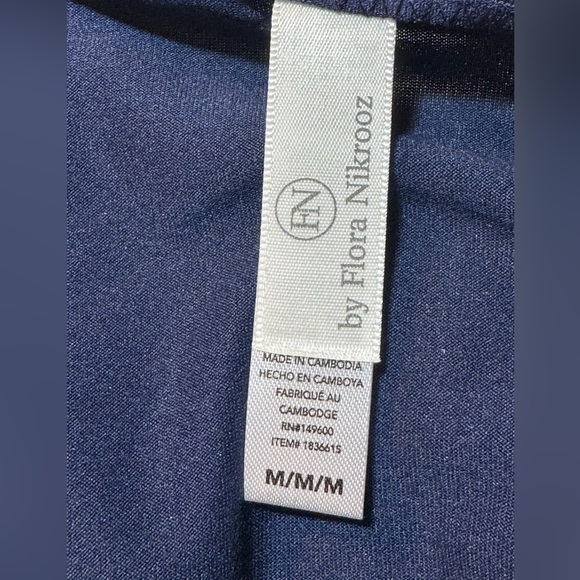 FN
by Flora Nikrooz
MADE IN CAMBODIA
HECHO EN CAMBOYA
FABRIQUÉ AU
CAMBODGE
RN#149600
ITEM# 1836615
M/M/M